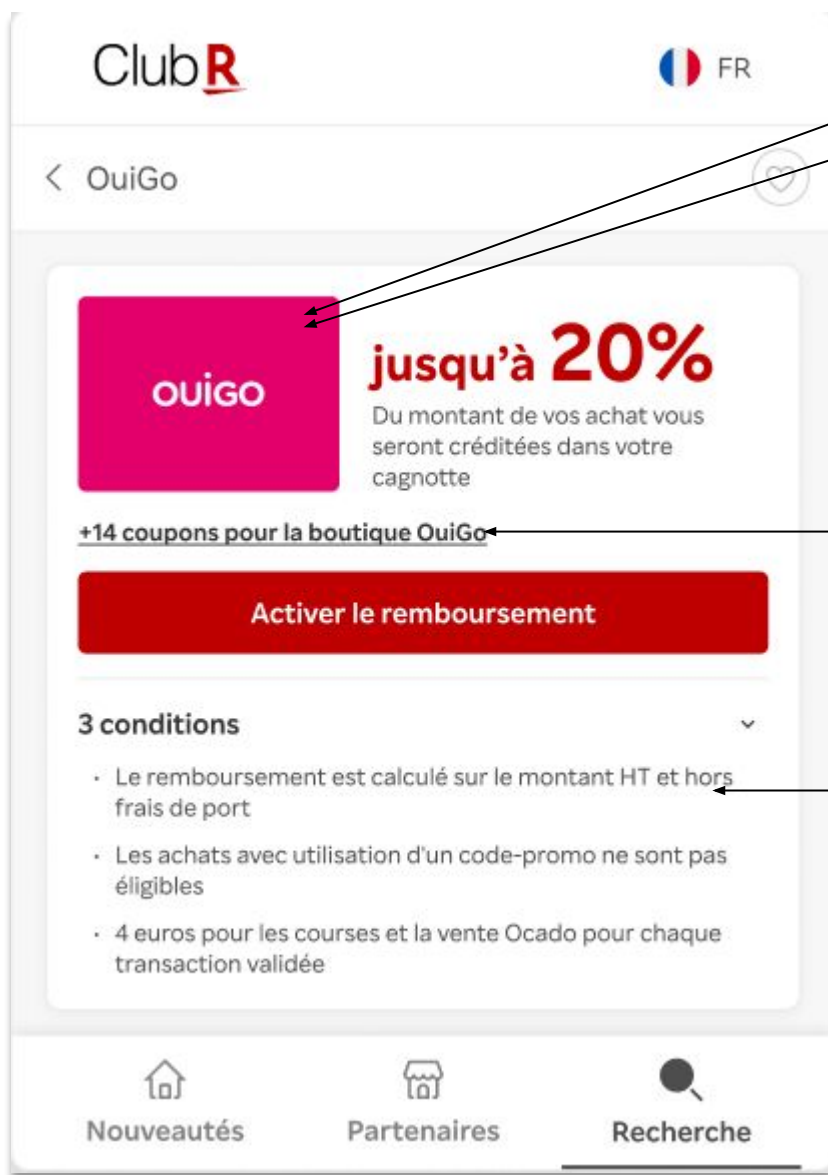 Club R
FR
OuiGo
ouigo
jusqu'à 20%
Du montant de vos achat vous
seront créditées dans votre
cagnotte
+14 coupons pour la boutique OuiGo
Activer le remboursement
3 conditions
· Le remboursement est calculé sur le montant HT et hors
frais de port
· Les achats avec utilisation d'un code-promo ne sont pas
éligibles
· 4 euros pour les courses et la vente Ocado pour chaque
transaction validée
Nouveautés
Partenaires
Recherche